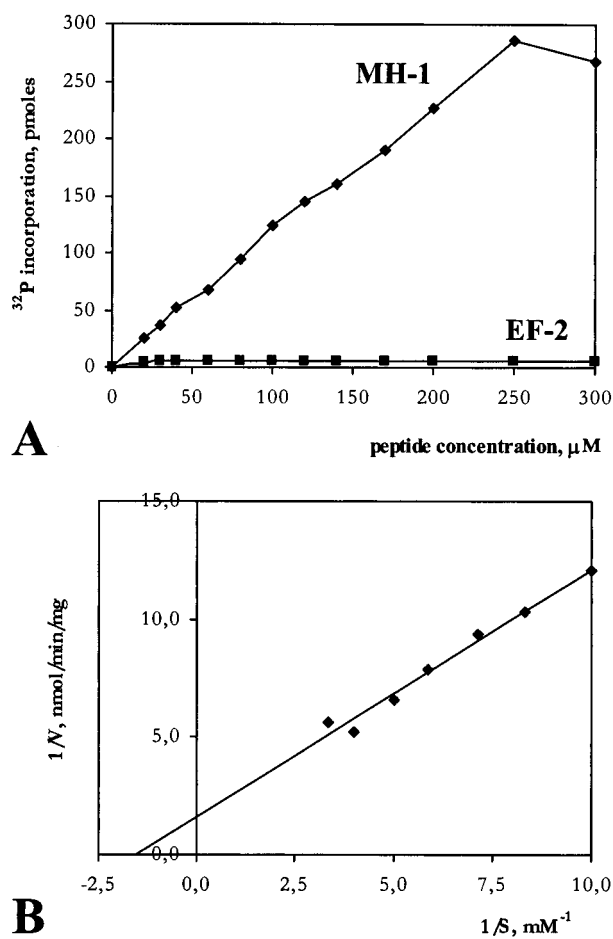 300
250
200
150
100
50
0
³²P incorporation, pmoles
MH-1
EF-2
0 50 100 150 200 250 300
A
peptide concentration, µM
15,0
10,0
5,0
0,0
1/V, nmol/min/mg
-2,5 0,0 2,5 5,0 7,5 10,0
B
1/S, mM⁻¹